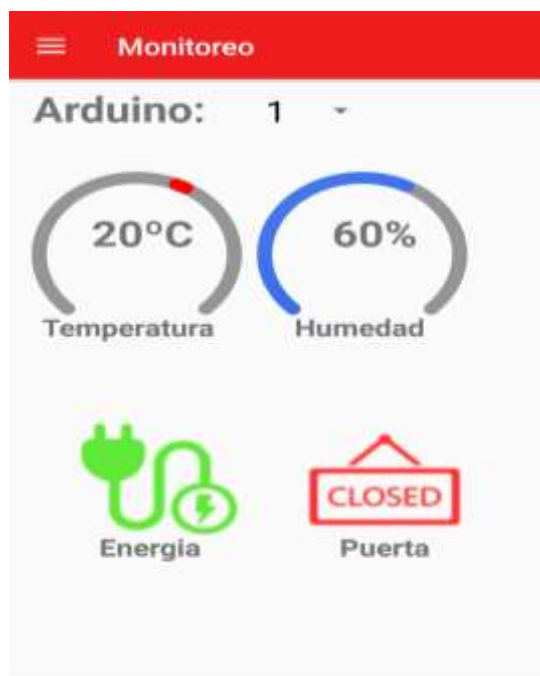 Monitoreo
Arduino: 1
20°C 60%
Temperatura Humedad
CLOSED
Energia Puerta